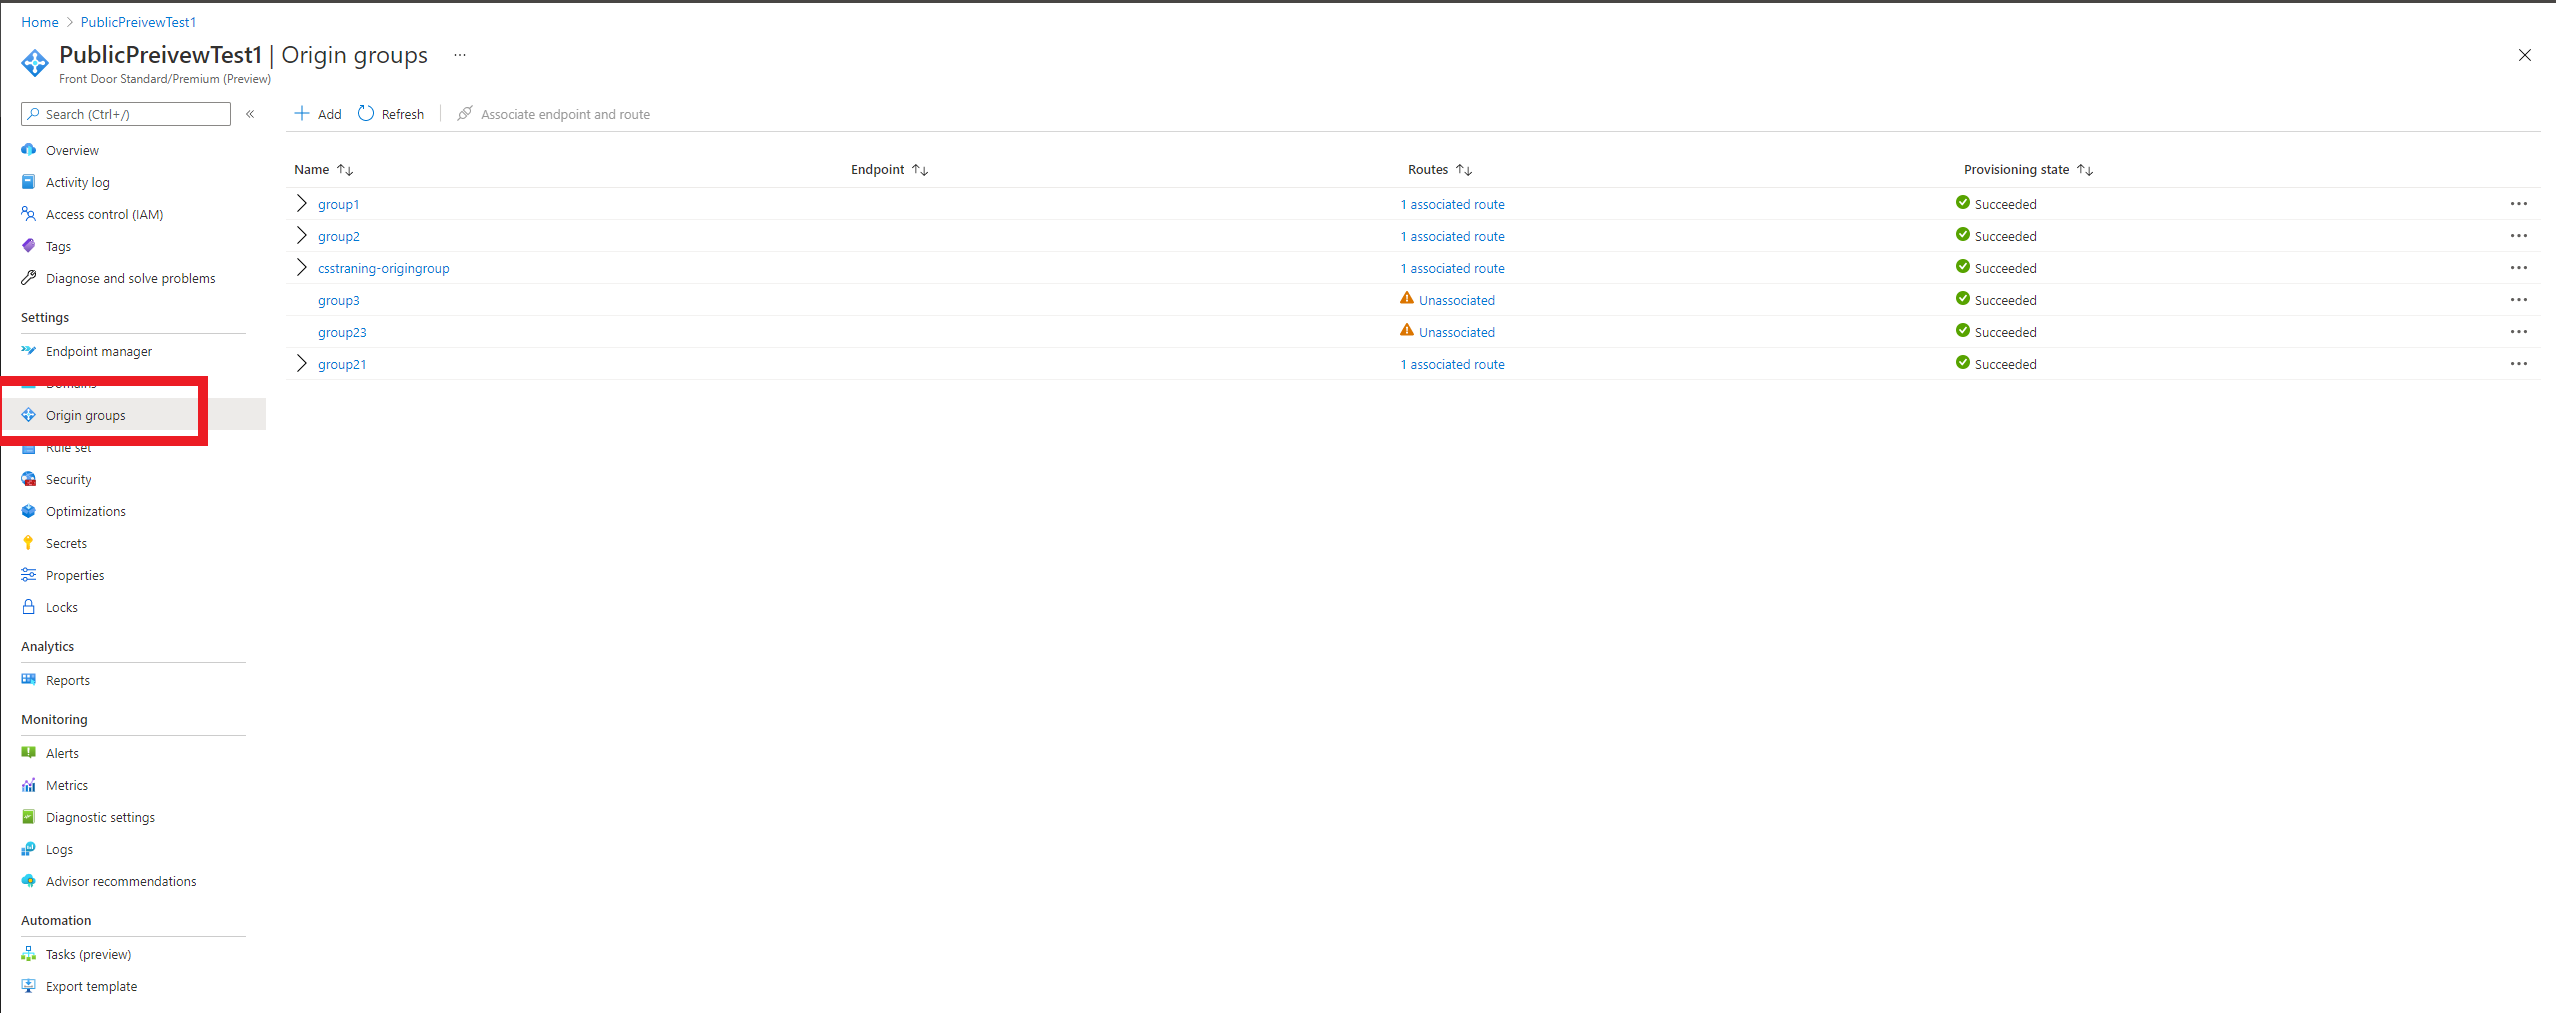 Home > PublicPreivewTest1
PublicPreivewTest1 | Origin groups ...
Front Door Standard/Premium (Preview)
Search (Ctrl+/) «
Overview
Activity log
Access control (IAM)
Tags
Diagnose and solve problems
Settings
Endpoint manager
Domains
Origin groups
Rule set
Security
Optimizations
Secrets
Properties
Locks
Analytics
Reports
Monitoring
Alerts
Metrics
Diagnostic settings
Logs
Advisor recommendations
Automation
Tasks (preview)
Export template
Add Refresh Associate endpoint and route
Name Endpoint Routes Provisioning state
group1 1 associated route Succeeded
group2 1 associated route Succeeded
csstraning-origingroup 1 associated route Succeeded
group3 Unassociated Succeeded
group23 Unassociated Succeeded
group21 1 associated route Succeeded